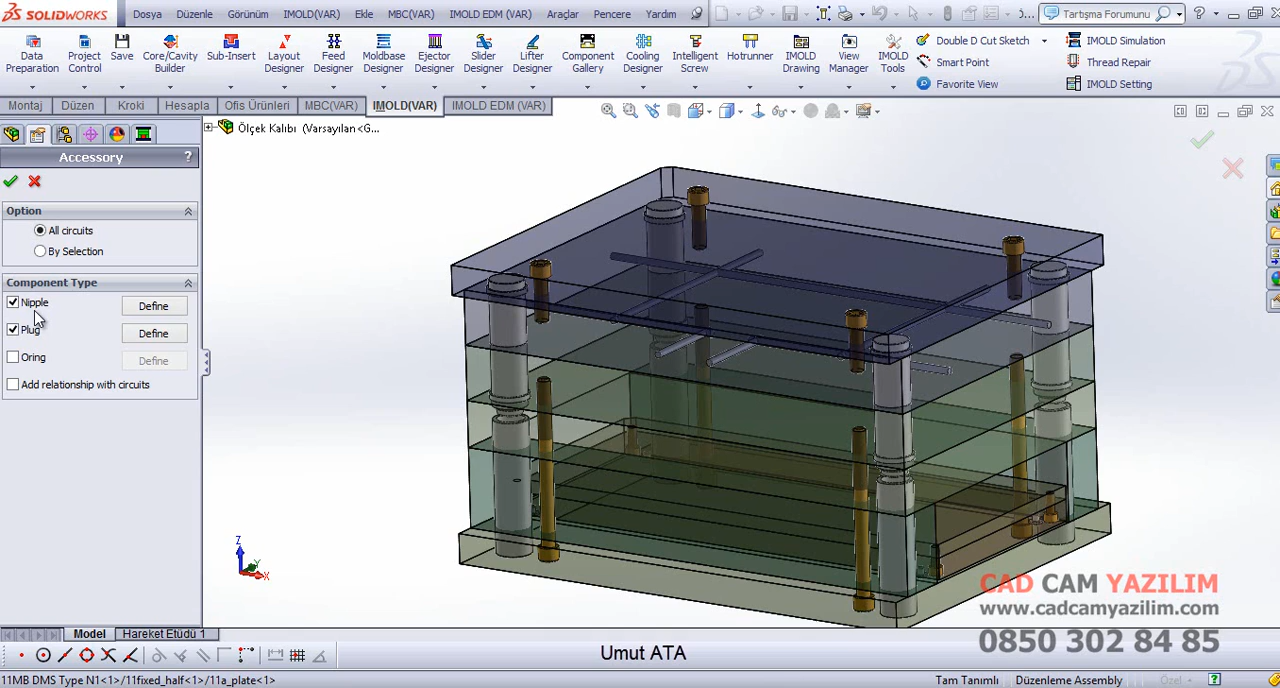 SOLIDWORKS Dosya Düzenle Görünüm IMOLD(VAR) Ekle MBC(VAR) IMOLD EDM (VAR) Araçlar Pencere Yardım Tartışma Forumunu
Data Preparation Project Control Save Core/Cavity Builder Sub-Insert Layout Designer Feed Designer Moldbase Designer Ejector Designer Slider Designer Lifter Designer Component Gallery Cooling Designer Intelligent Screw Hotrunner IMOLD Drawing View Manager IMOLD Tools
Double D Cut Sketch IMOLD Simulation
Smart Point Thread Repair
Favorite View IMOLD Setting
Montaj Düzen Kroki Hesapla Ofis Ürünleri MBC(VAR) IMOLD(VAR) IMOLD EDM (VAR)
Ölçek Kalıbı (Varsayılan<G...
Accessory ?
Option
All circuits
By Selection
Component Type
Nipple Define
Plug Define
Oring Define
Add relationship with circuits
Z
Y
X
CAD CAM YAZILIM
www.cadcamyazilim.com
0850 302 84 85
Model Hareket Etüdü 1
Umut ATA
11MB DMS Type N1<1>/11fixed_half<1>/11a_plate<1> Tam Tanımlı Düzenleme Assembly Özel